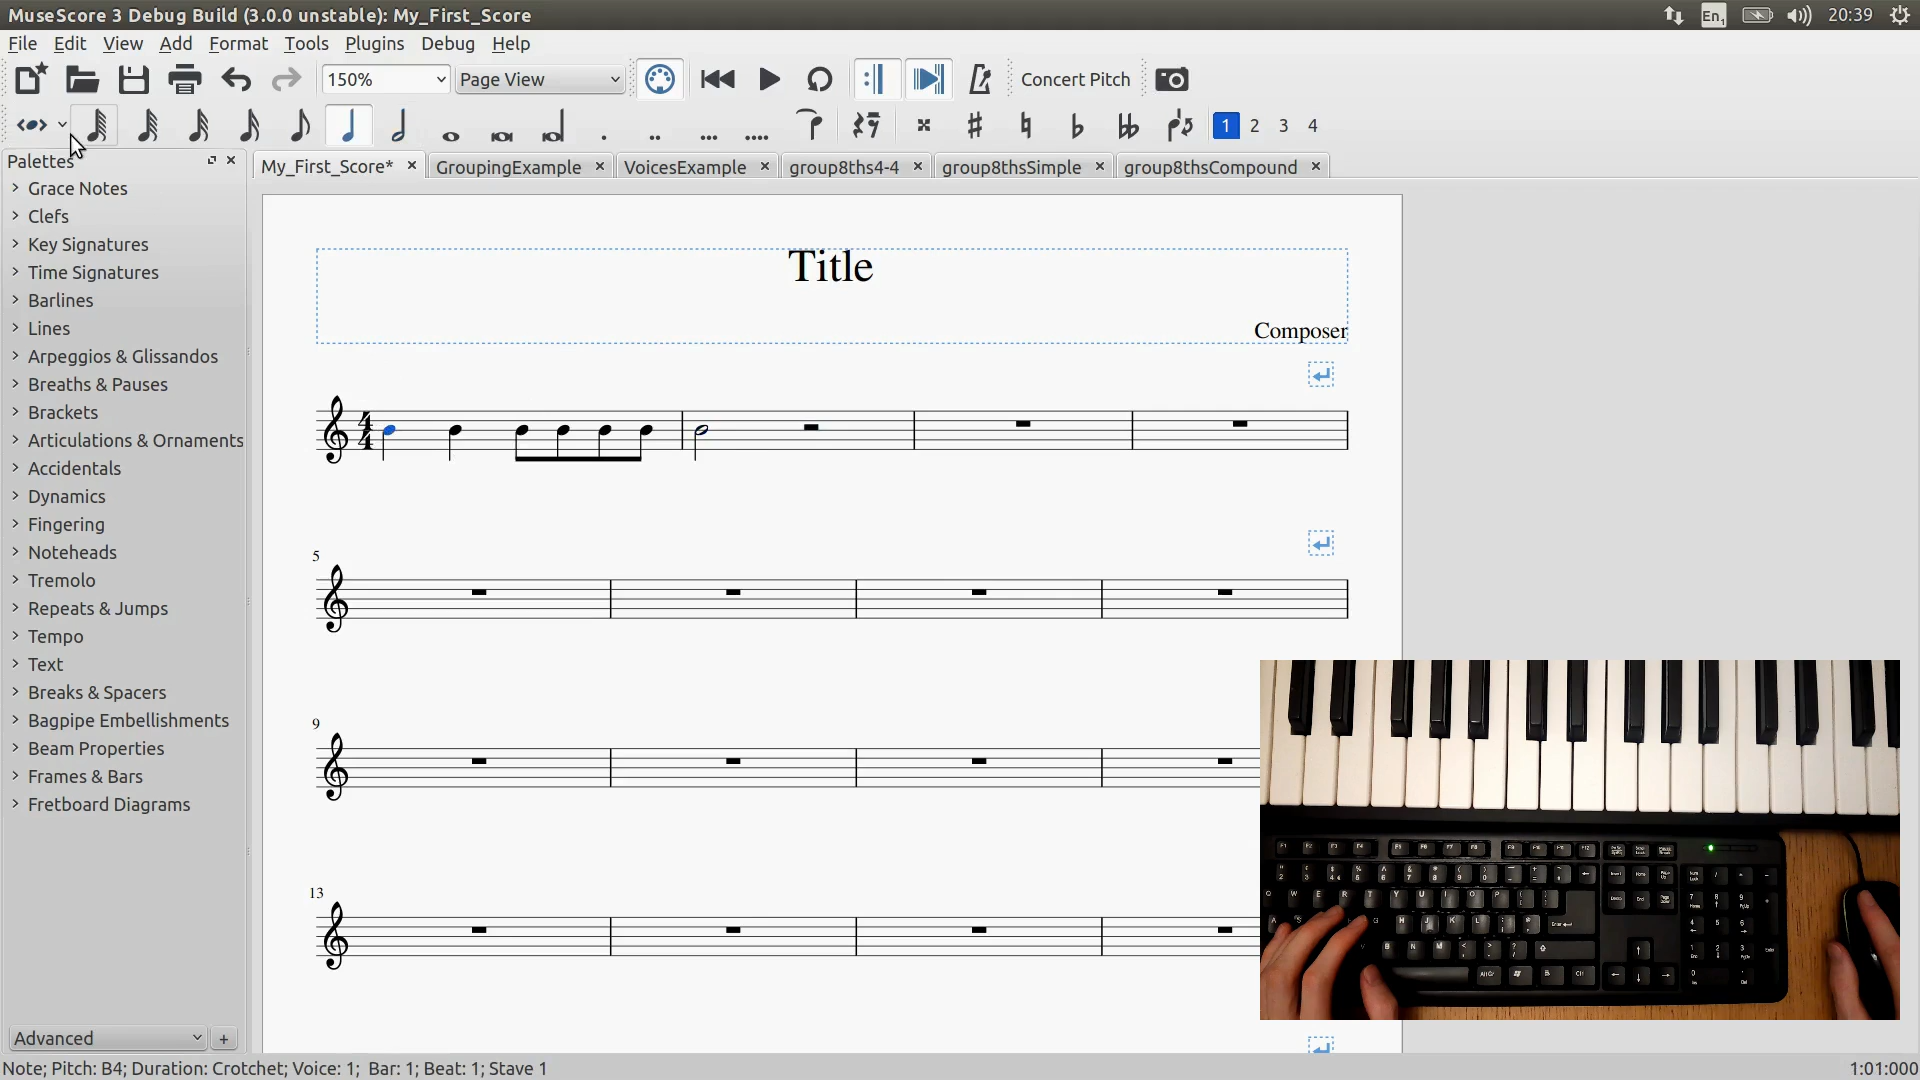 MuseScore 3 Debug Build (3.0.0 unstable): My_First_Score
En1
20:39
File Edit View Add Format Tools Plugins Debug Help
150%
Page View
Concert Pitch
1 2 3 4
Palettes
My_First_Score* GroupingExample VoicesExample group8ths4-4 group8thsSimple group8thsCompound
Grace Notes
Clefs
Key Signatures
Time Signatures
Barlines
Lines
Arpeggios & Glissandos
Breaths & Pauses
Brackets
Articulations & Ornaments
Accidentals
Dynamics
Fingering
Noteheads
Tremolo
Repeats & Jumps
Tempo
Text
Breaks & Spacers
Bagpipe Embellishments
Beam Properties
Frames & Bars
Fretboard Diagrams
Advanced
+
Title
Composer
4
4
5
9
13
Note; Pitch: B4; Duration: Crotchet; Voice: 1; Bar: 1; Beat: 1; Stave 1
1:01:000